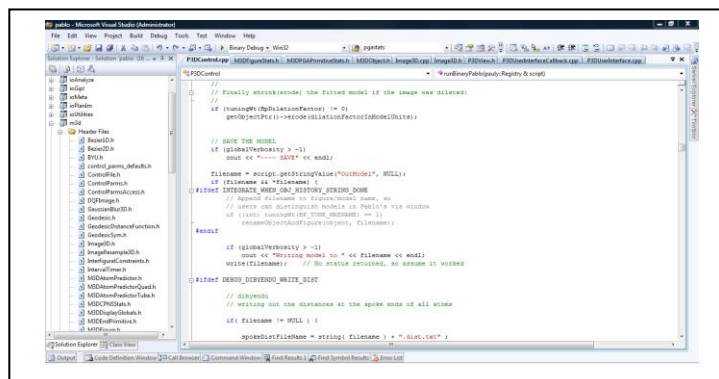 pablo - Microsoft Visual Studio (Administrator)
File Edit View Project Build Debug Tools Test Window Help
Binary Debug Win32 pgastats
Solution Explorer - Solution 'pablo' (28 ...
P3DControl.cpp M3DFigureStats.h M3DPGAPrimitiveStats.h M3DObject.h Image3D.cpp Image3D.h P3DView.h P3DUserInterfaceCallback.cpp P3DUserInterface.cpp
P3DControl runBinaryPablo(pauly::Registry & script)
ioAnalyze
ioGipl
ioMeta
ioPlanIm
ioUtilities
m3d
Header Files
Bezier1D.h
Bezier2D.h
BYU.h
control_parms_defaults.h
ControlFile.h
ControlParms.h
ControlParmsAccess.h
DQFImage.h
GaussianBlur3D.h
Geodesic.h
GeodesicDistanceFunction.h
GeodesicSym.h
Image3D.h
ImageResample3D.h
InterfiguralConstraints.h
IntervalTimer.h
M3DAtomPredictor.h
M3DAtomPredictorQuad.h
M3DAtomPredictorTube.h
M3DCPNSStats.h
M3DDisplayGlobals.h
M3DEndPrimitive.h
M3DFigure.h
//
// Finally shrink(erode) the fitted model if the image was dilated:
//
if (tuningWt(BpDilationFactor) != 0)
getObjectPtr()->erode(dilationFactorInModelUnits);
// SAVE THE MODEL
if (globalVerbosity > -1)
cout << "---- SAVE" << endl;
filename = script.getStringValue("OutModel", NULL);
if (filename && *filename) {
#ifdef INTEGRATE_WHEN_OBJ_HISTORY_STRING_DONE
// Append filename to figure/model name, so
// users can distinguish models in Pablo's vis window
if ((int) tuningWt(BP_TUNE_MRENAME) == 1)
renameObjectAndFigure(object, filename);
#endif
if (globalVerbosity > -1)
cout << "Writing model to " << filename << endl;
write(filename); // No status returned, so assume it worked
#ifdef DEBUG_DIBYENDU_WRITE_DIST
// dibyendu
// writing out the distances at the spoke ends of all atoms
if( filename != NULL ) {
spokeDistFileName = string( filename ) + ".dist.txt" ;
Server Explorer
Toolbox
Solution Explorer Class View
Output Code Definition Window Call Browser Command Window Find Results 1 Find Symbol Results Error List